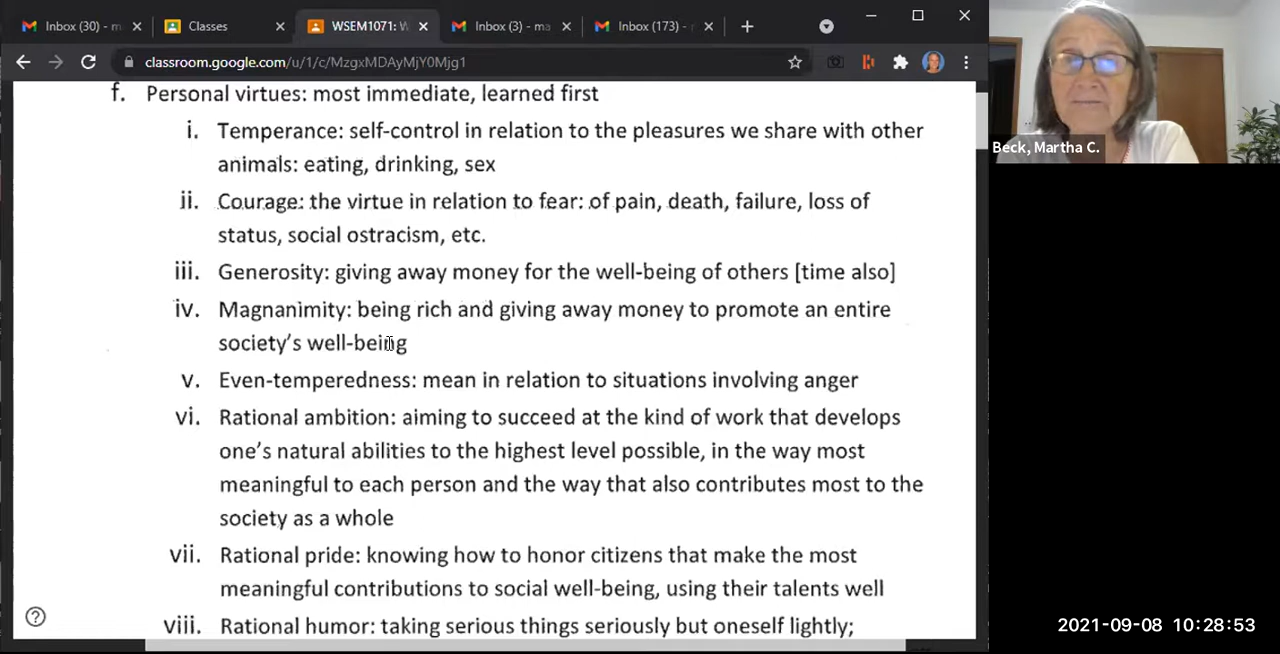 Inbox (30) - m
Classes
WSEM1071: W
Inbox (3) - ma
Inbox (173) -
classroom.google.com/u/1/c/MzgxMDAyMjY0Mjg1
f. Personal virtues: most immediate, learned first
i. Temperance: self-control in relation to the pleasures we share with other
animals: eating, drinking, sex
ii. Courage: the virtue in relation to fear: of pain, death, failure, loss of
status, social ostracism, etc.
iii. Generosity: giving away money for the well-being of others [time also]
iv. Magnanimity: being rich and giving away money to promote an entire
society's well-being
v. Even-temperedness: mean in relation to situations involving anger
vi. Rational ambition: aiming to succeed at the kind of work that develops
one's natural abilities to the highest level possible, in the way most
meaningful to each person and the way that also contributes most to the
society as a whole
vii. Rational pride: knowing how to honor citizens that make the most
meaningful contributions to social well-being, using their talents well
viii. Rational humor: taking serious things seriously but oneself lightly;
Beck, Martha C.
2021-09-08 10:28:53